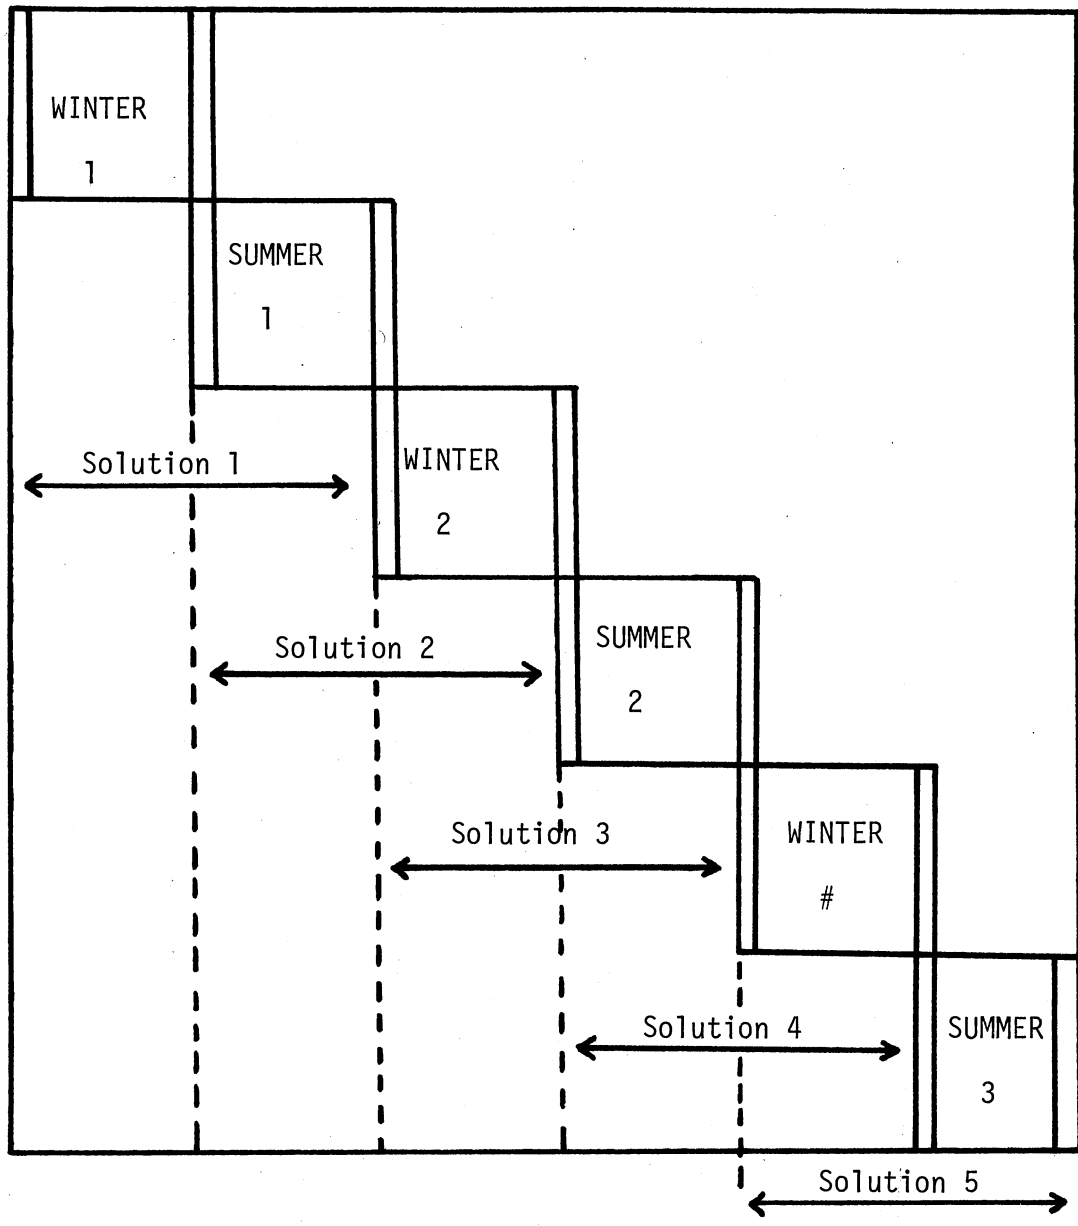 WINTER
1
SUMMER
1
Solution 1
WINTER
2
Solution 2
SUMMER
2
Solution 3
WINTER
#
Solution 4
SUMMER
3
Solution 5